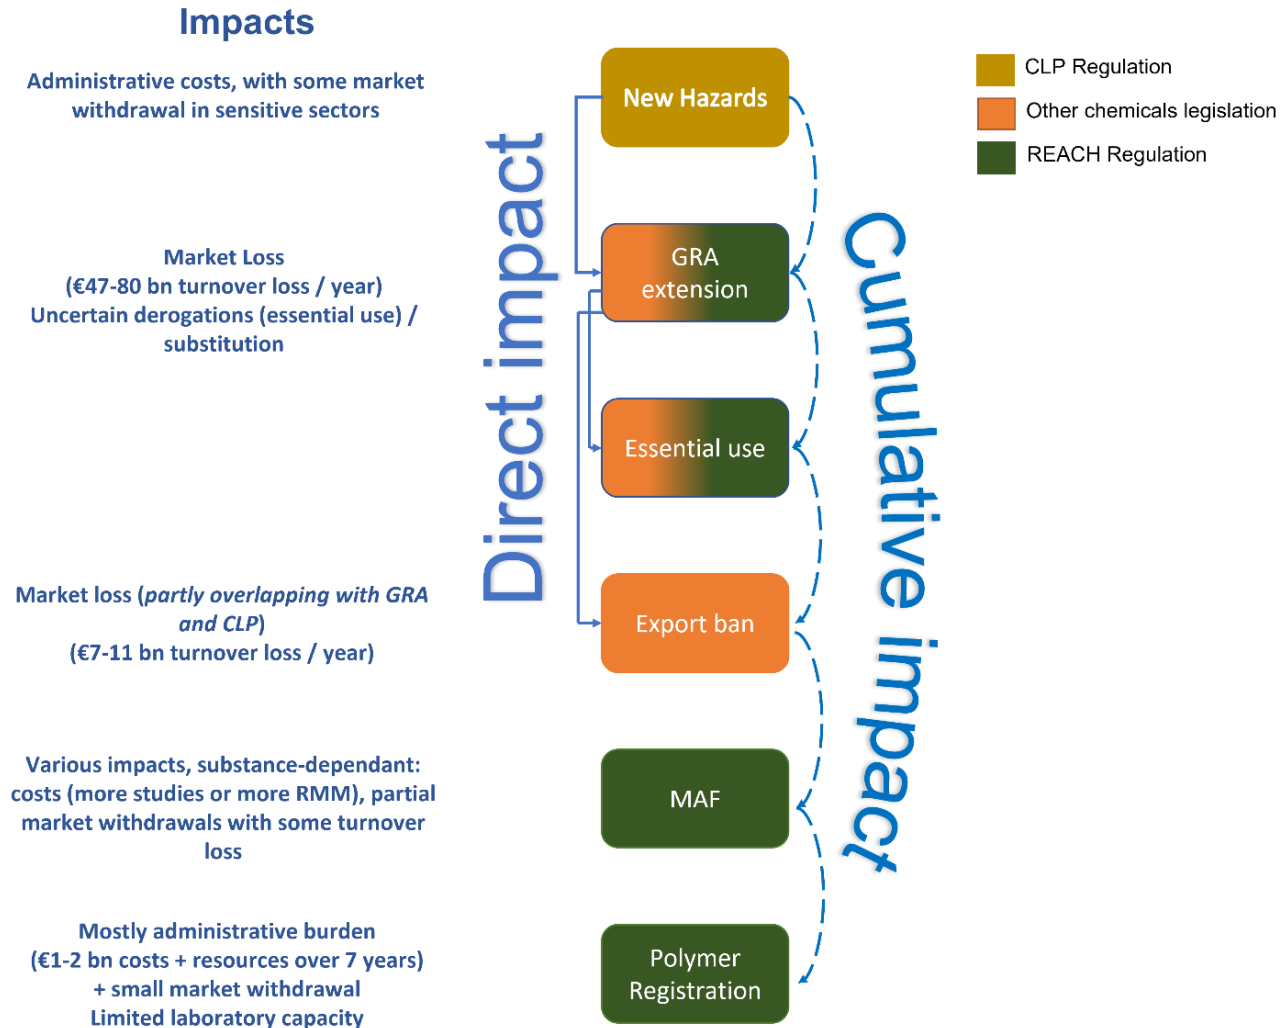 Impacts
Administrative costs, with some market
withdrawal in sensitive sectors
Market Loss
(€47-80 bn turnover loss / year)
Uncertain derogations (essential use) /
substitution
Market loss (partly overlapping with GRA
and CLP)
(€7-11 bn turnover loss / year)
Various impacts, substance-dependant:
costs (more studies or more RMM), partial
market withdrawals with some turnover
loss
Mostly administrative burden
(€1-2 bn costs + resources over 7 years)
+ small market withdrawal
Limited laboratory capacity
Direct impact
New Hazards
GRA
extension
Essential use
Export ban
MAF
Polymer
Registration
Cumulative impact
CLP Regulation
Other chemicals legislation
REACH Regulation